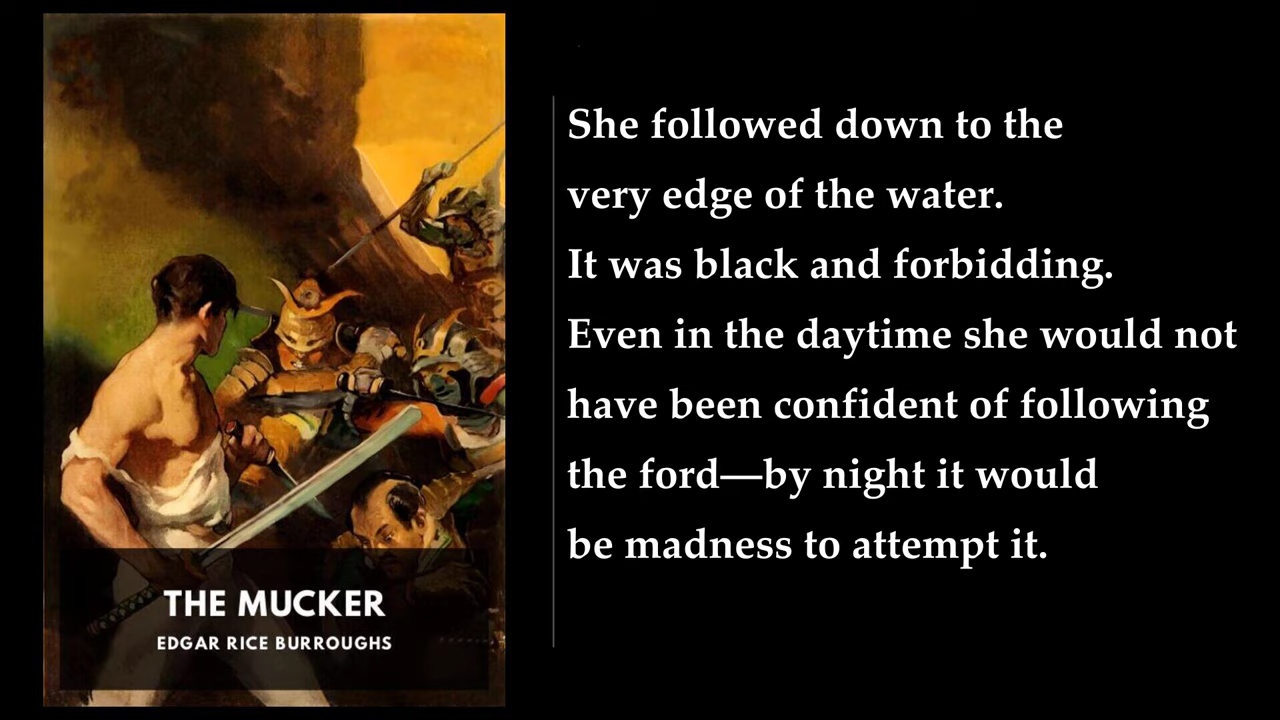 She followed down to the
very edge of the water.
It was black and forbidding.
Even in the daytime she would not
have been confident of following
the ford—by night it would
be madness to attempt it.
THE MUCKER
EDGAR RICE BURROUGHS